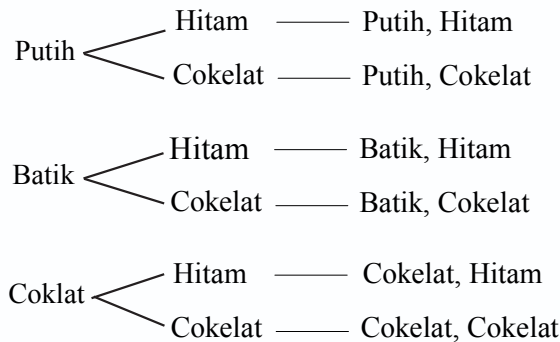 Hitam Putih, Hitam
Putih
Cokelat Putih, Cokelat
Hitam Batik, Hitam
Batik
Cokelat Batik, Cokelat
Hitam Cokelat, Hitam
Coklat
Cokelat Cokelat, Cokelat